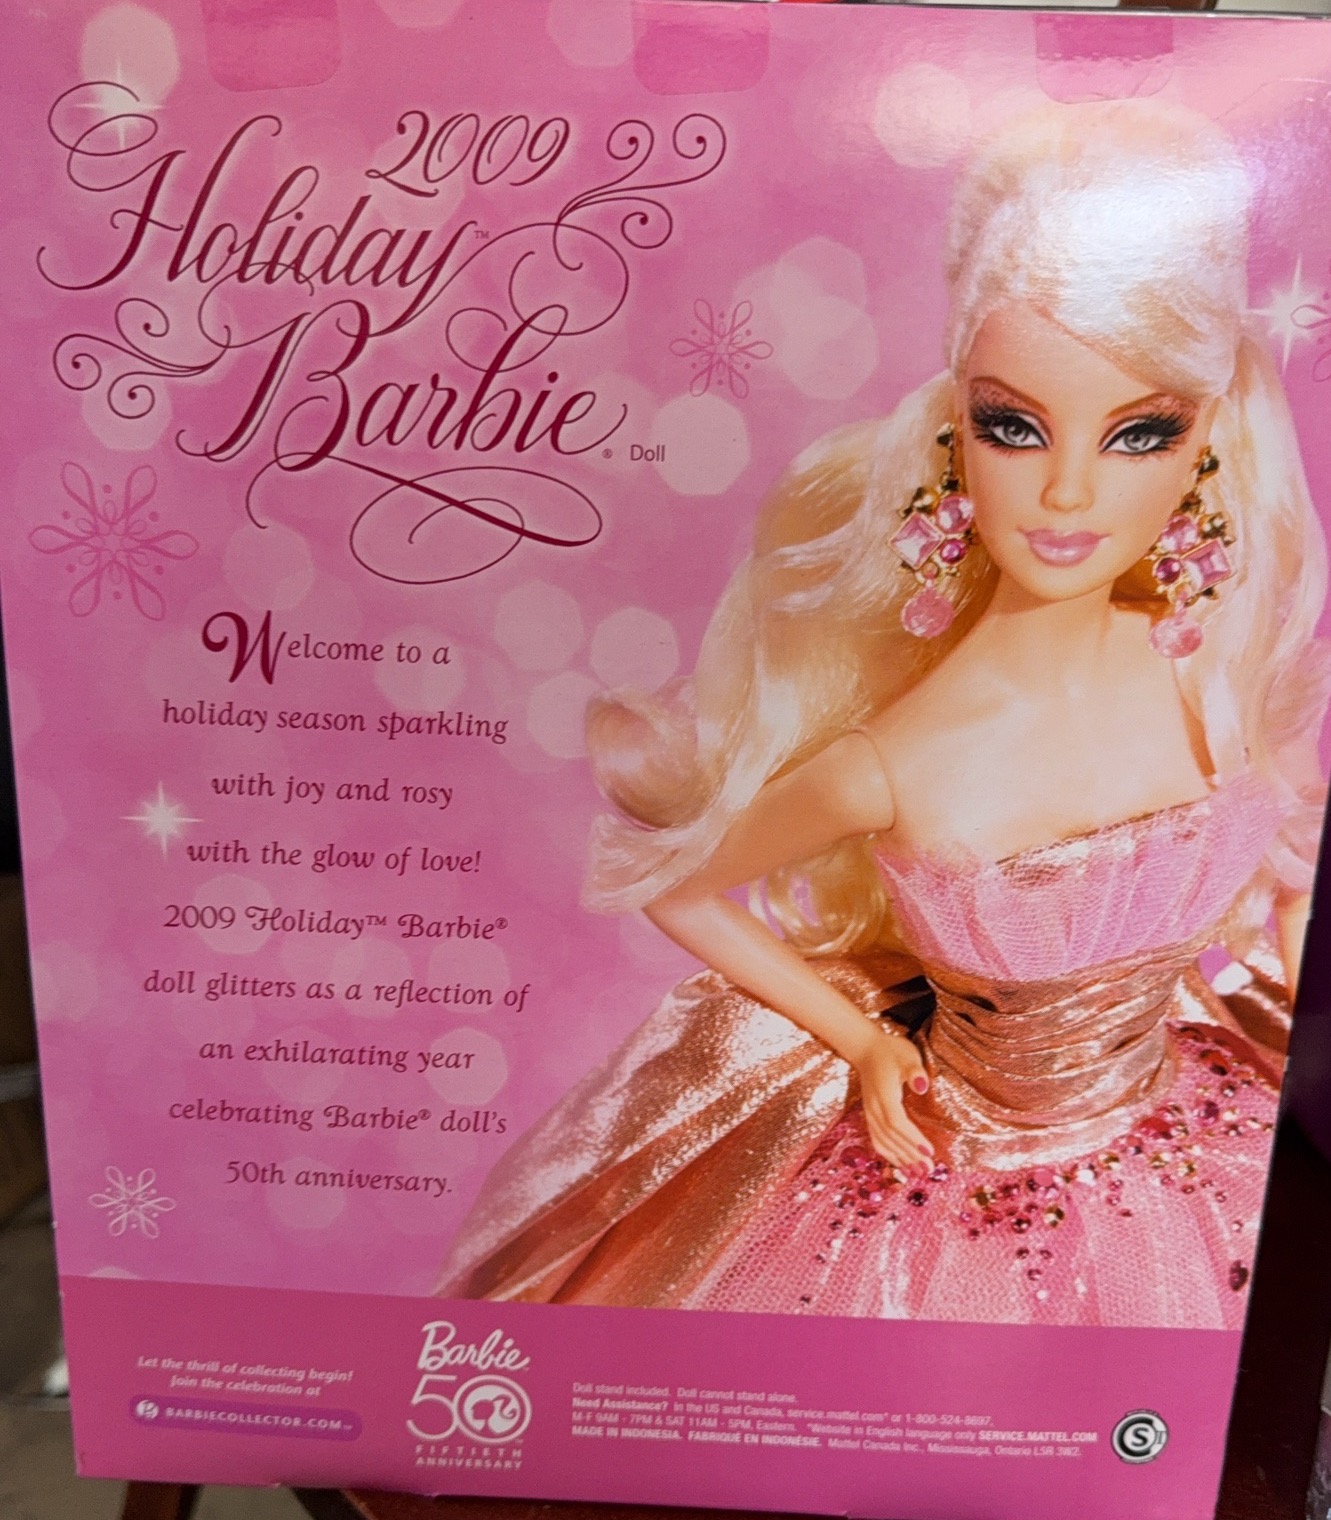 2009
Holiday™
Barbie® Doll
Welcome to a
holiday season sparkling
with joy and rosy
with the glow of love!
2009 Holiday™ Barbie®
doll glitters as a reflection of
an exhilarating year
celebrating Barbie® doll's
50th anniversary.
Let the thrill of collecting begin!
Join the celebration at
BARBIECOLLECTOR.COM™
Barbie
50
FIFTIETH
ANNIVERSARY
Doll stand included. Doll cannot stand alone.
Need Assistance? In the US and Canada, service.mattel.com* or 1-800-524-8697,
M-F 9AM - 7PM & SAT 11AM - 5PM, Eastern. *Website in English language only SERVICE.MATTEL.COM
MADE IN INDONESIA. FABRIQUÉ EN INDONÉSIE. Mattel Canada Inc., Mississauga, Ontario L5R 3W2.
S